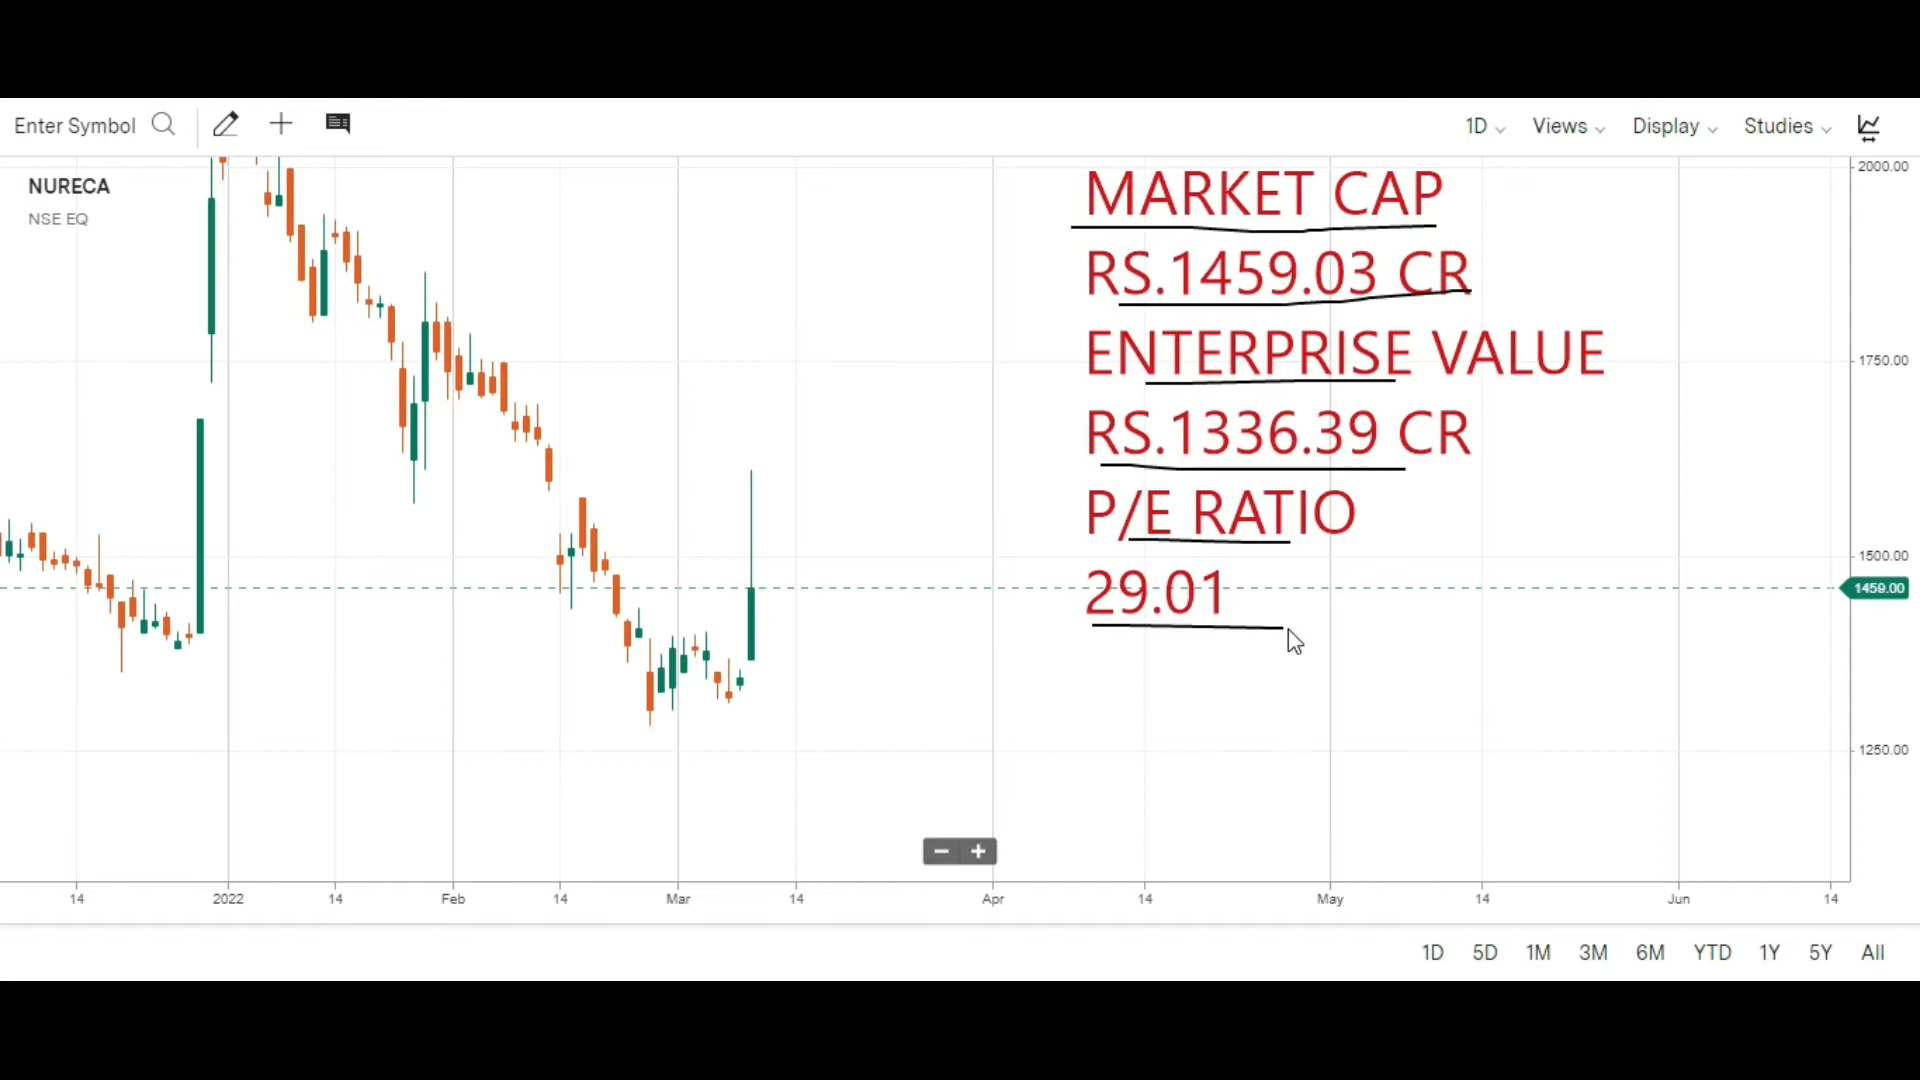 Enter Symbol
1D Views Display Studies
NURECA
NSE EQ
MARKET CAP
RS.1459.03 CR
ENTERPRISE VALUE
RS.1336.39 CR
P/E RATIO
29.01
2000.00
1750.00
1500.00
1459.00
1250.00
14 2022 14 Feb 14 Mar 14 Apr 14 May 14 Jun 14
1D 5D 1M 3M 6M YTD 1Y 5Y All